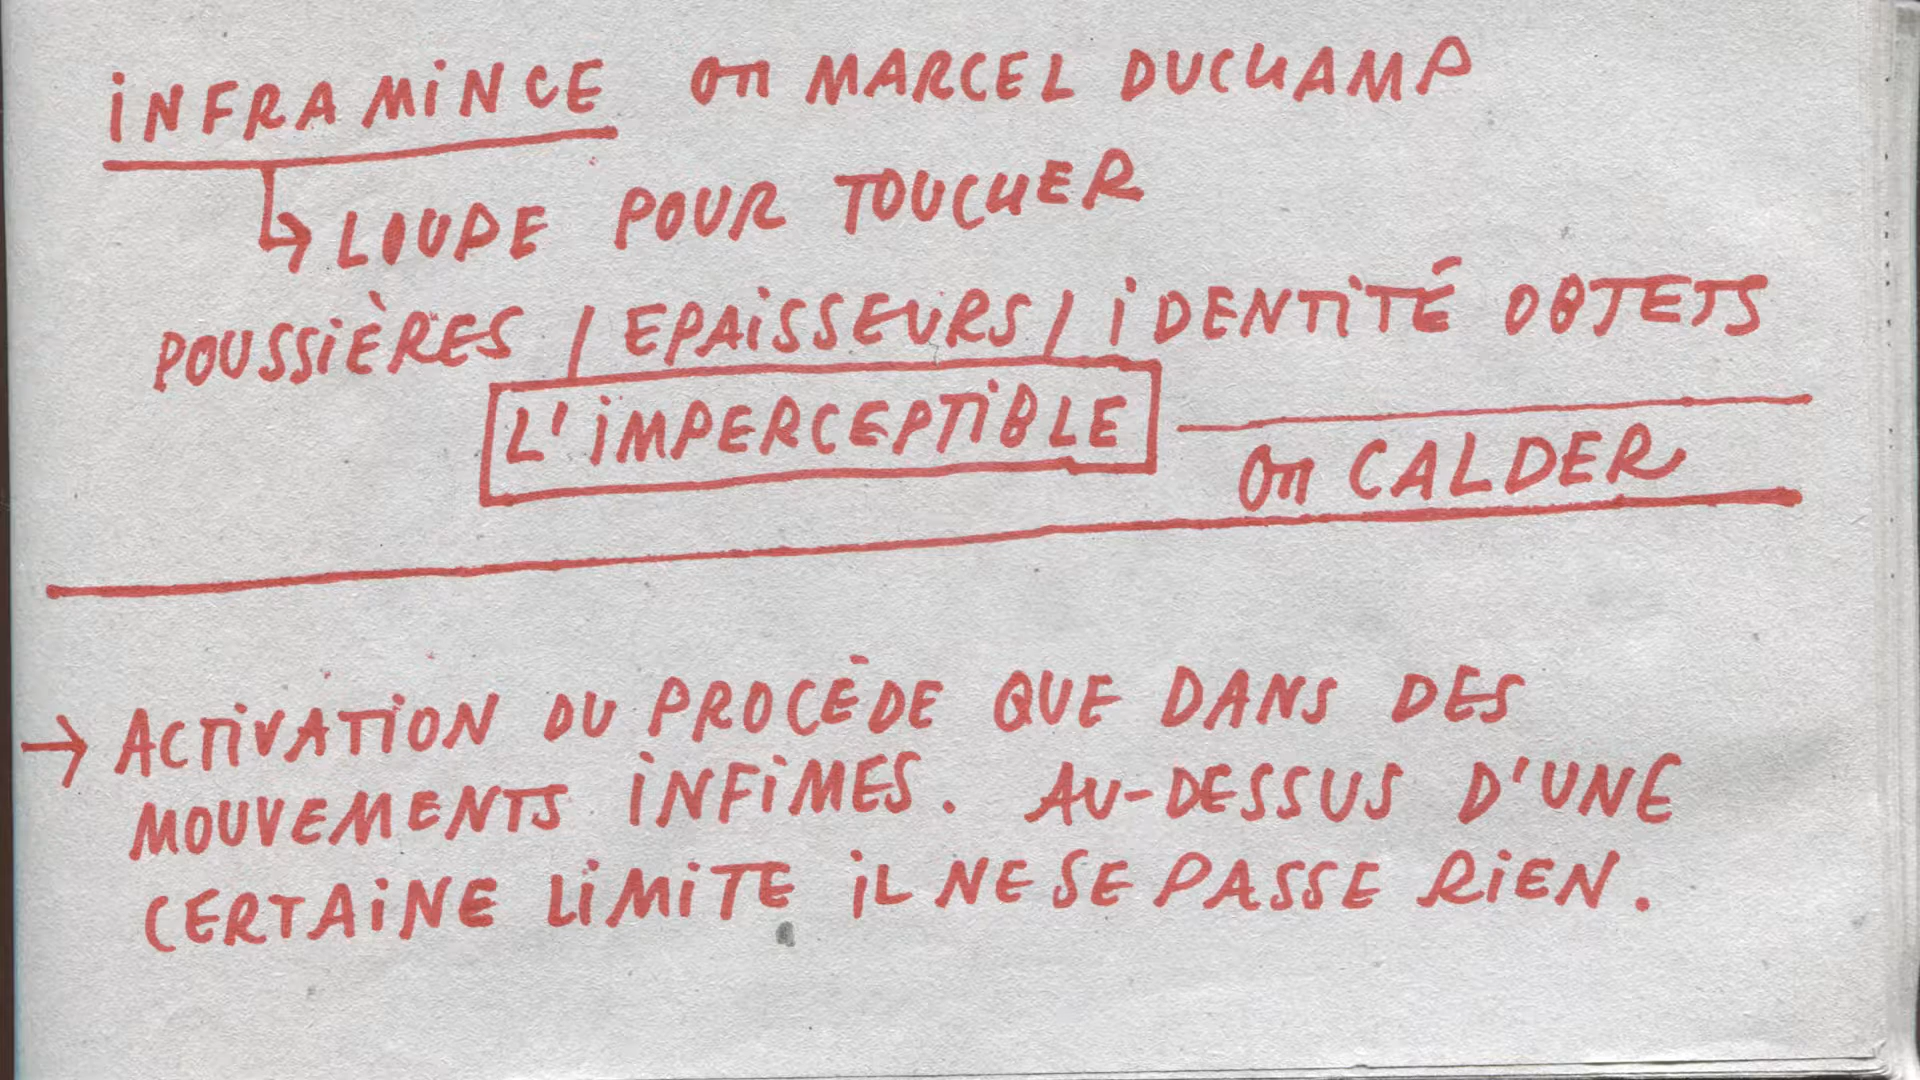 INFRAMINCE on MARCEL DUCHAMP
LOUPE POUR TOUCHER
POUSSIÈRES / EPAISSEURS / IDENTITÉ OBJETS
L'IMPERCEPTIBLE
on CALDER
→ ACTIVATION DU PROCÉDE QUE DANS DES
MOUVEMENTS INFIMES. AU-DESSUS D'UNE
CERTAINE LIMITE IL NE SE PASSE RIEN.